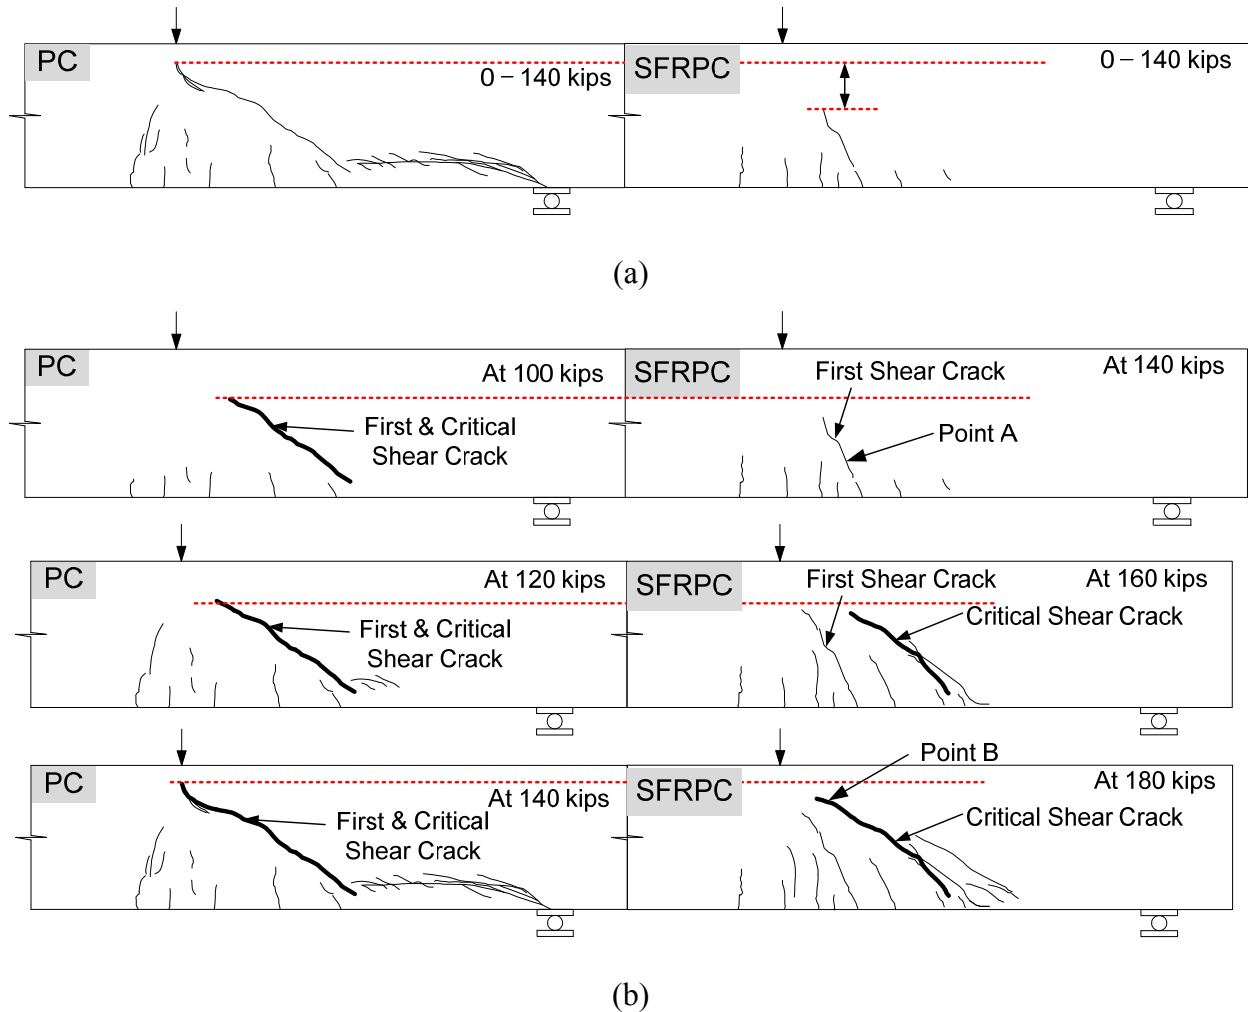 PC
0 – 140 kips
SFRPC
0 – 140 kips
(a)
PC
At 100 kips
First & Critical
Shear Crack
SFRPC
First Shear Crack
At 140 kips
Point A
PC
At 120 kips
First & Critical
Shear Crack
SFRPC
First Shear Crack
At 160 kips
Critical Shear Crack
PC
At 140 kips
First & Critical
Shear Crack
SFRPC
Point B
At 180 kips
Critical Shear Crack
(b)